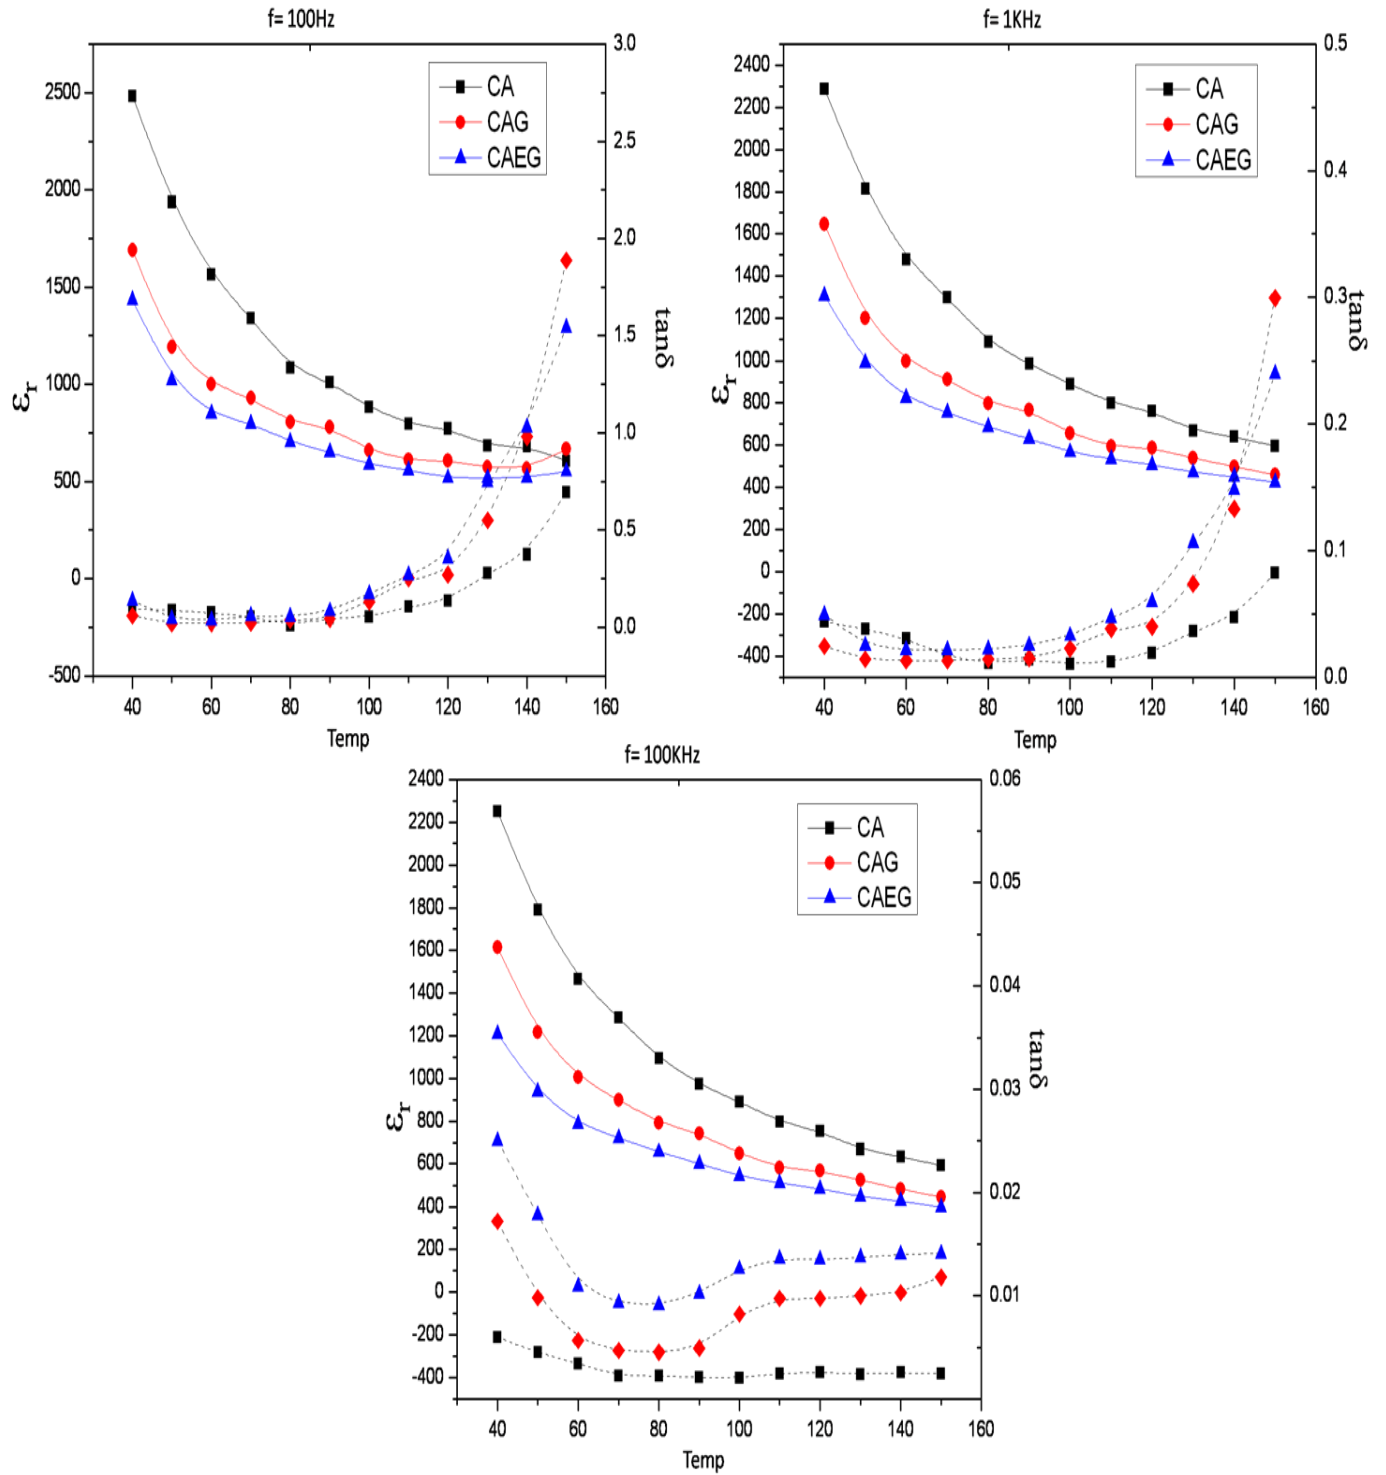 f= 100Hz
3.0
2.5
2.0
1.5
1.0
0.5
0.0
2500
2000
1500
1000
500
0
-500
CA
CAG
CAEG
εr
tanδ
40 60 80 100 120 140 160
Temp
f= 1KHz
2400
2200
2000
1800
1600
1400
1200
1000
800
600
400
200
0
-200
-400
0.5
0.4
0.3
0.2
0.1
0.0
CA
CAG
CAEG
εr
tanδ
40 60 80 100 120 140 160
Temp
f= 100KHz
2400
2200
2000
1800
1600
1400
1200
1000
800
600
400
200
0
-200
-400
0.06
0.05
0.04
0.03
0.02
0.01
CA
CAG
CAEG
εr
tanδ
40 60 80 100 120 140 160
Temp